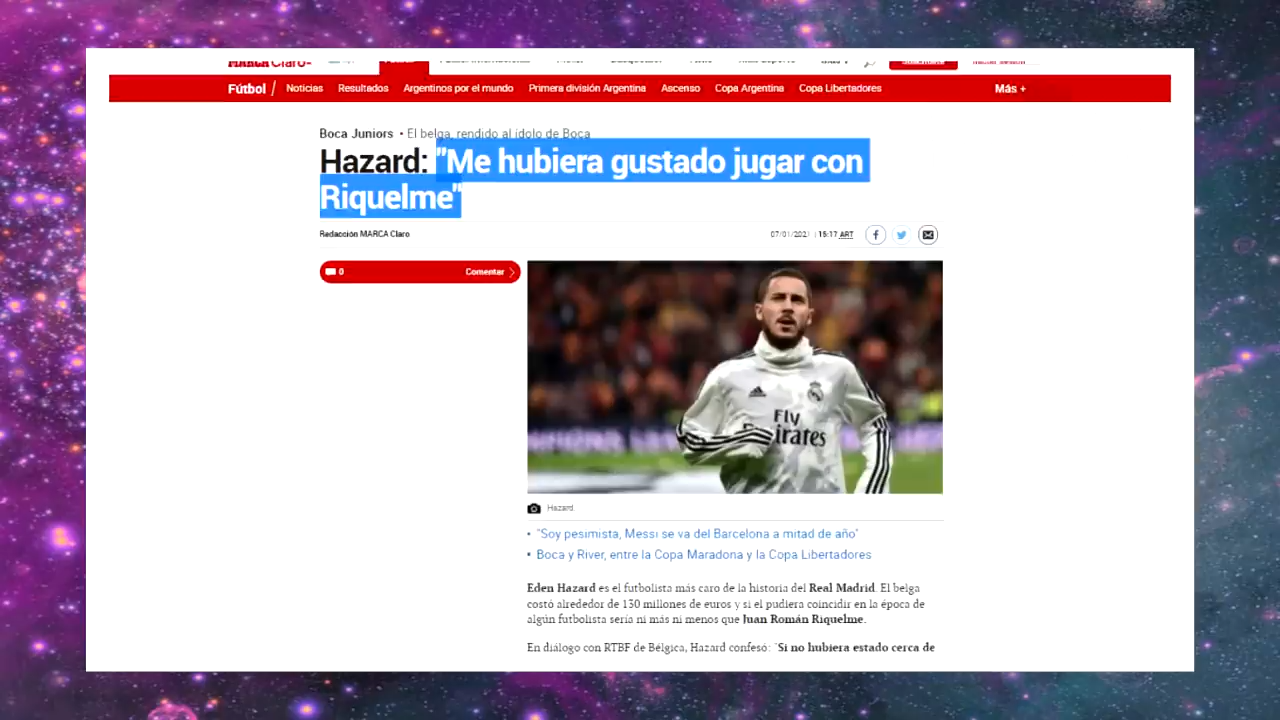 MARCA Claro
Fútbol / Noticias Resultados Argentinos por el mundo Primera división Argentina Ascenso Copa Argentina Copa Libertadores Más +
Boca Juniors • El belga, rendido al ídolo de Boca
Hazard: "Me hubiera gustado jugar con
Riquelme"
Redacción MARCA Claro 07/01/2021 | 15:17 ART
0 Comentar
Fly
Emirates
Hazard
• "Soy pesimista, Messi se va del Barcelona a mitad de año"
• Boca y River, entre la Copa Maradona y la Copa Libertadores
Eden Hazard es el futbolista más caro de la historia del Real Madrid. El belga
costó alrededor de 130 millones de euros y si el pudiera coincidir en la época de
algún futbolista sería ni más ni menos que Juan Román Riquelme.
En diálogo con RTBF de Bélgica, Hazard confesó: "Si no hubiera estado cerca de